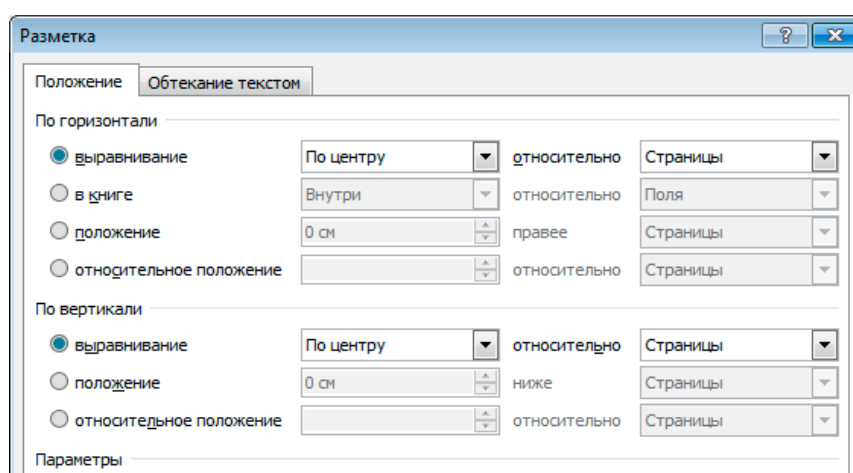 Разметка
Положение Обтекание текстом
По горизонтали
выравнивание По центру относительно Страницы
в книге Внутри относительно Поля
положение 0 см правее Страницы
относительное положение относительно Страницы
По вертикали
выравнивание По центру относительно Страницы
положение 0 см ниже Страницы
относительное положение относительно Страницы
Параметры